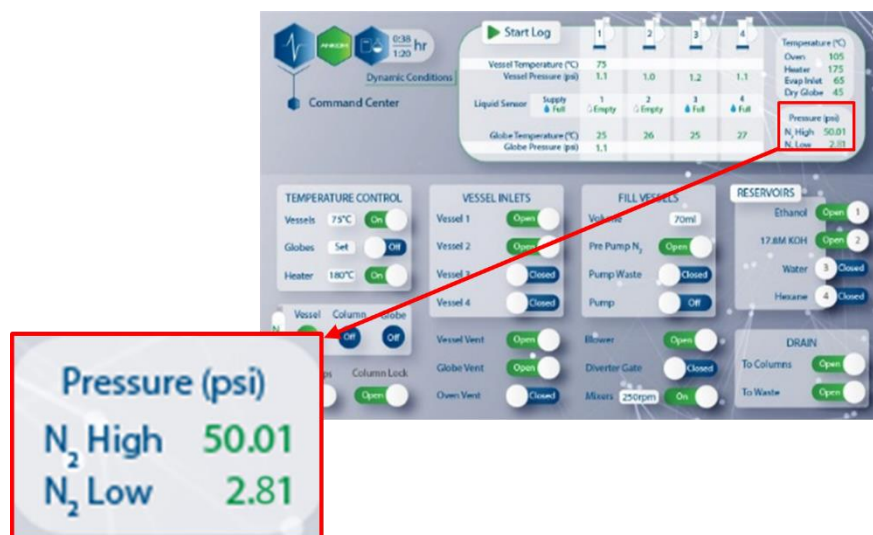 ANKOM
0:38
1:20 hr
Dynamic Conditions
Command Center
Start Log
1 2 3 4
Vessel Temperature (°C) 75
Vessel Pressure (psi) 1.1 1.0 1.2 1.1
Liquid Sensor Supply 1 2 3 4
Full Empty Empty Full Full
Globe Temperature (°C) 25 26 25 27
Globe Pressure (psi) 1.1
Temperature (°C)
Oven 105
Heater 175
Evap Inlet 65
Dry Globe 45
Pressure (psi)
N2 High 50.01
N2 Low 2.81
TEMPERATURE CONTROL
Vessels 75°C On
Globes Set Off
Heater 180°C On
VESSEL INLETS
Vessel 1 Open
Vessel 2 Open
Vessel 3 Closed
Vessel 4 Closed
FILL VESSELS
Volume 70ml
Pre Pump N2 Open
Pump Waste Closed
Pump Off
RESERVOIRS
Ethanol Open 1
17.8M KOH Open 2
Water 3 Closed
Hexane 4 Closed
Vessel Column Globe
N Off Off
Column Lock
Open
Vessel Vent Open
Globe Vent Open
Oven Vent Closed
Blower Open
Diverter Gate Closed
Mixers 250rpm On
DRAIN
To Columns Open
To Waste Open
Pressure (psi)
N2 High 50.01
N2 Low 2.81